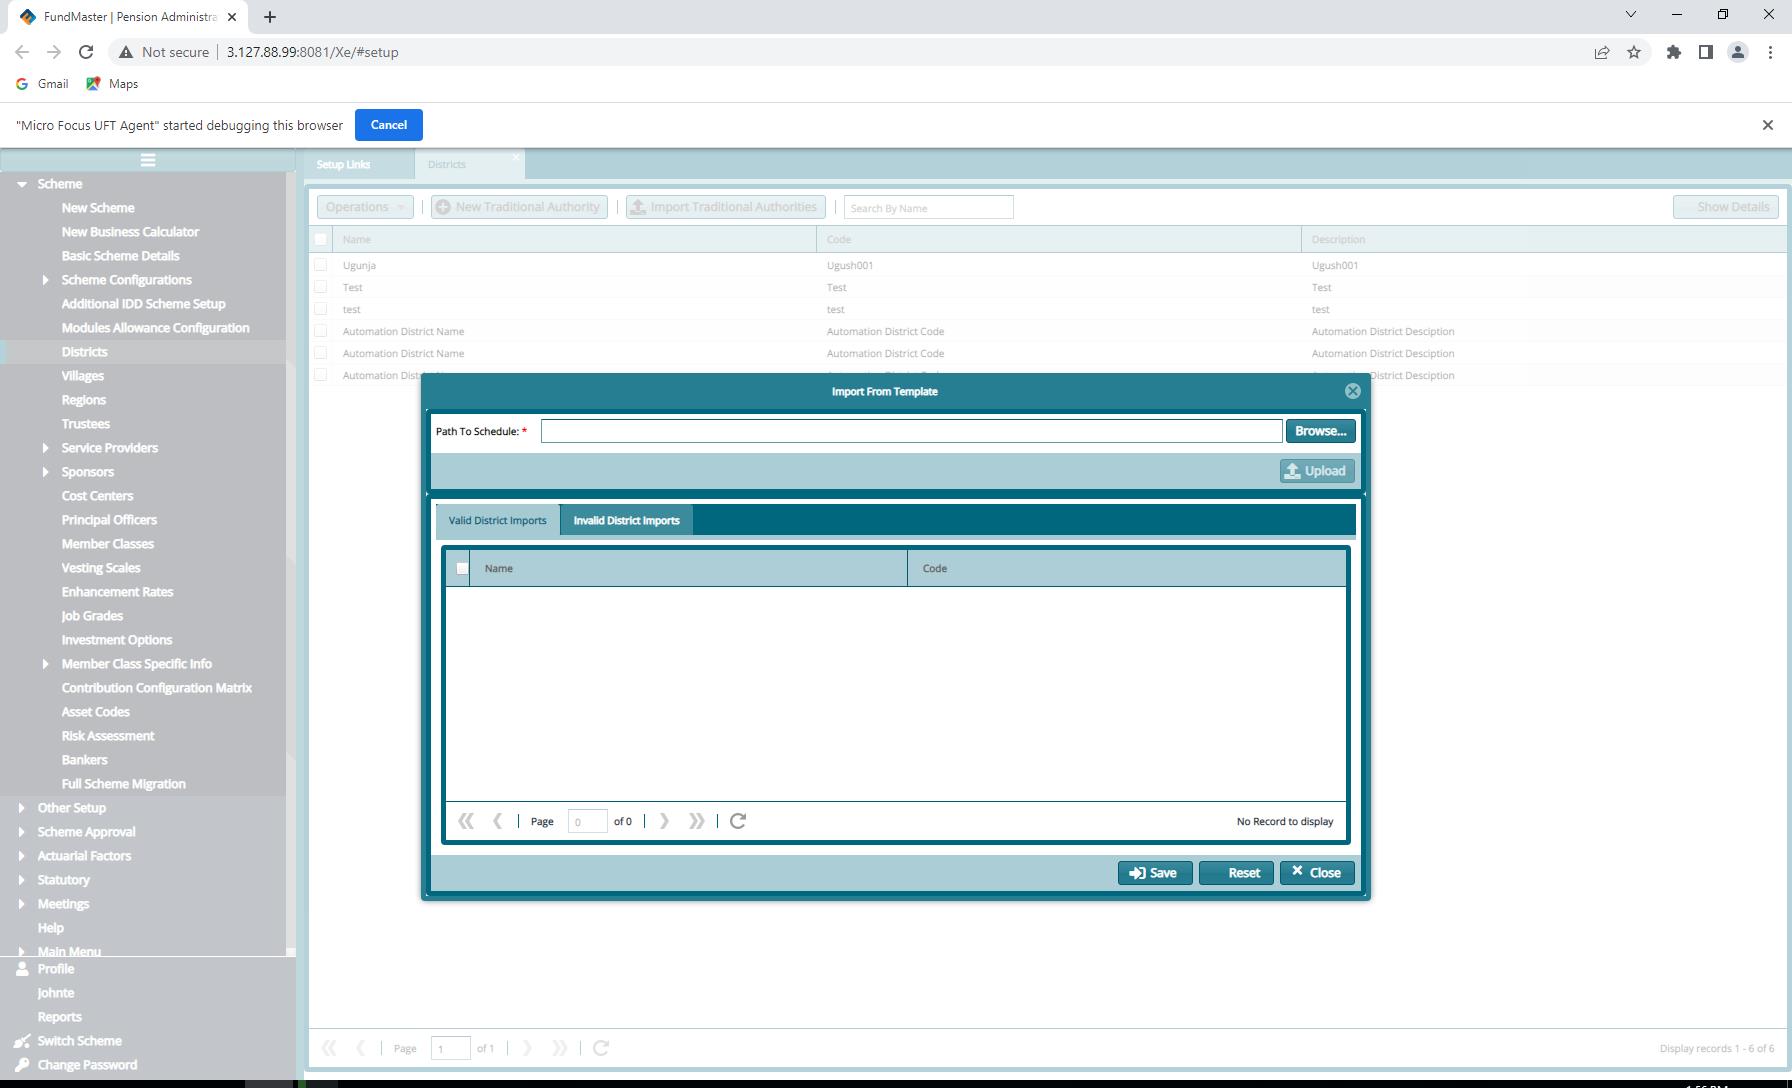 FundMaster | Pension Administra
Not secure
3.127.88.99:8081/Xe/#setup
Gmail
Maps
"Micro Focus UFT Agent" started debugging this browser
Cancel
Scheme
New Scheme
New Business Calculator
Basic Scheme Details
Scheme Configurations
Additional IDD Scheme Setup
Modules Allowance Configuration
Districts
Villages
Regions
Trustees
Service Providers
Sponsors
Cost Centers
Principal Officers
Member Classes
Vesting Scales
Enhancement Rates
Job Grades
Investment Options
Member Class Specific Info
Contribution Configuration Matrix
Asset Codes
Risk Assessment
Bankers
Full Scheme Migration
Other Setup
Scheme Approval
Actuarial Factors
Statutory
Meetings
Help
Main Menu
Profile
Johnte
Reports
Switch Scheme
Change Password
Setup Links
Districts
Operations
New Traditional Authority
Import Traditional Authorities
Search By Name
Show Details
Name Code Description
Ugunja Ugush001 Ugush001
Test Test Test
test test test
Automation District Name Automation District Code Automation District Desciption
Automation District Name Automation District Code Automation District Desciption
Automation District Desciption
Import From Template
Path To Schedule: *
Browse...
Upload
Valid District Imports
Invalid District Imports
Name Code
Page 0 of 0
No Record to display
Save
Reset
Close
Page 1 of 1
Display records 1 - 6 of 6